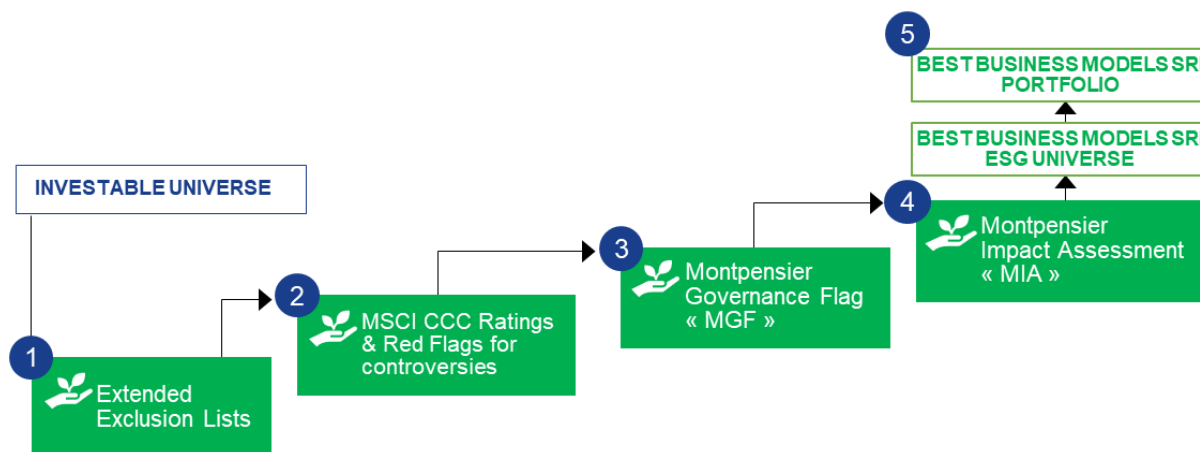 INVESTABLE UNIVERSE
1
Extended
Exclusion Lists
2
MSCI CCC Ratings
& Red Flags for
controversies
3
Montpensier
Governance Flag
« MGF »
4
Montpensier
Impact Assessment
« MIA »
BEST BUSINESS MODELS SR
ESG UNIVERSE
5
BEST BUSINESS MODELS SR
PORTFOLIO